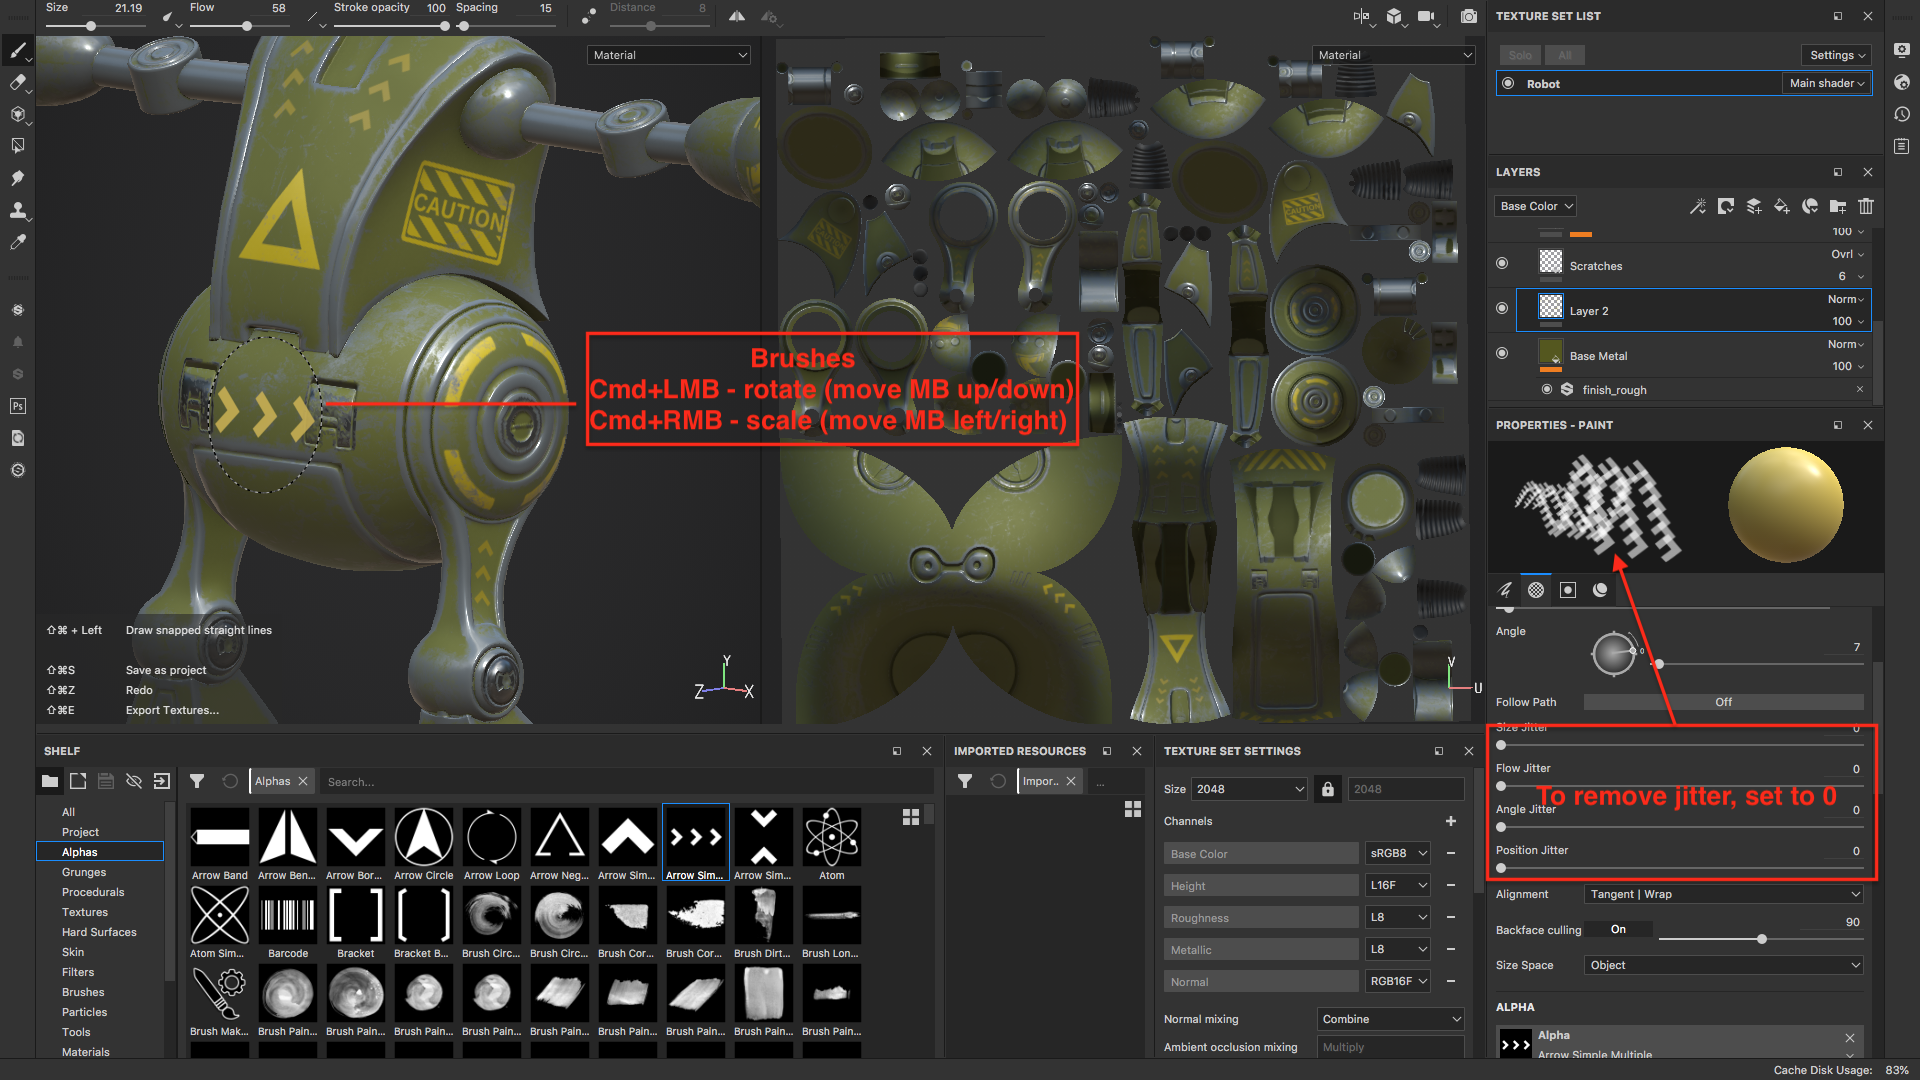 Size 21.19 Flow 58 Stroke opacity 100 Spacing 15 Distance 8
Material
Material
CAUTION
CAUTION
Brushes
Cmd+LMB - rotate (move MB up/down)
Cmd+RMB - scale (move MB left/right)
⇧⌘ + Left Draw snapped straight lines
⇧⌘S Save as project
⇧⌘Z Redo
⇧⌘E Export Textures...
Y
Z X
V
U
TEXTURE SET LIST
Solo All Settings
Robot Main shader
LAYERS
Base Color
100
Scratches Ovrl
6
Layer 2 Norm
100
Base Metal Norm
100
finish_rough
PROPERTIES - PAINT
Angle 7
0
Follow Path Off
Size Jitter 0
Flow Jitter 0
To remove jitter, set to 0
Angle Jitter 0
Position Jitter 0
Alignment Tangent | Wrap
Backface culling On 90
Size Space Object
ALPHA
Alpha
Arrow Simple Multiple
SHELF
Alphas Search...
All
Project
Alphas
Grunges
Procedurals
Textures
Hard Surfaces
Skin
Filters
Brushes
Particles
Tools
Materials
Arrow Band Arrow Ben... Arrow Bor... Arrow Circle Arrow Loop Arrow Neg... Arrow Sim... Arrow Sim... Arrow Sim... Atom
Atom Sim... Barcode Bracket Bracket B... Brush Circ... Brush Circ... Brush Cor... Brush Cor... Brush Dirt... Brush Lon...
Brush Mak... Brush Pain... Brush Pain... Brush Pain... Brush Pain... Brush Pain... Brush Pain... Brush Pain... Brush Pain... Brush Pain...
IMPORTED RESOURCES
Impor.. ...
TEXTURE SET SETTINGS
Size 2048 2048
Channels
Base Color sRGB8
Height L16F
Roughness L8
Metallic L8
Normal RGB16F
Normal mixing Combine
Ambient occlusion mixing Multiply
Ps
Cache Disk Usage: 83%